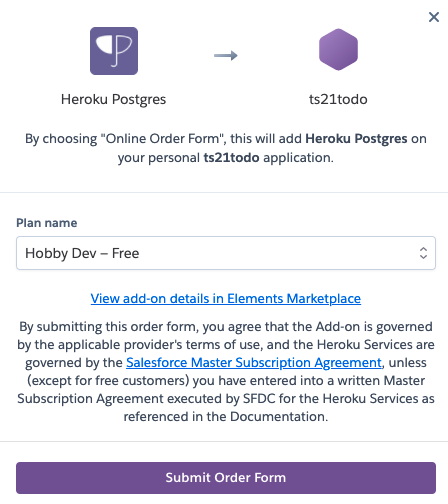 Heroku Postgres
ts21todo
By choosing "Online Order Form", this will add Heroku Postgres on
your personal ts21todo application.
Plan name
Hobby Dev – Free
View add-on details in Elements Marketplace
By submitting this order form, you agree that the Add-on is governed
by the applicable provider's terms of use, and the Heroku Services are
governed by the Salesforce Master Subscription Agreement, unless
(except for free customers) you have entered into a written Master
Subscription Agreement executed by SFDC for the Heroku Services as
referenced in the Documentation.
Submit Order Form